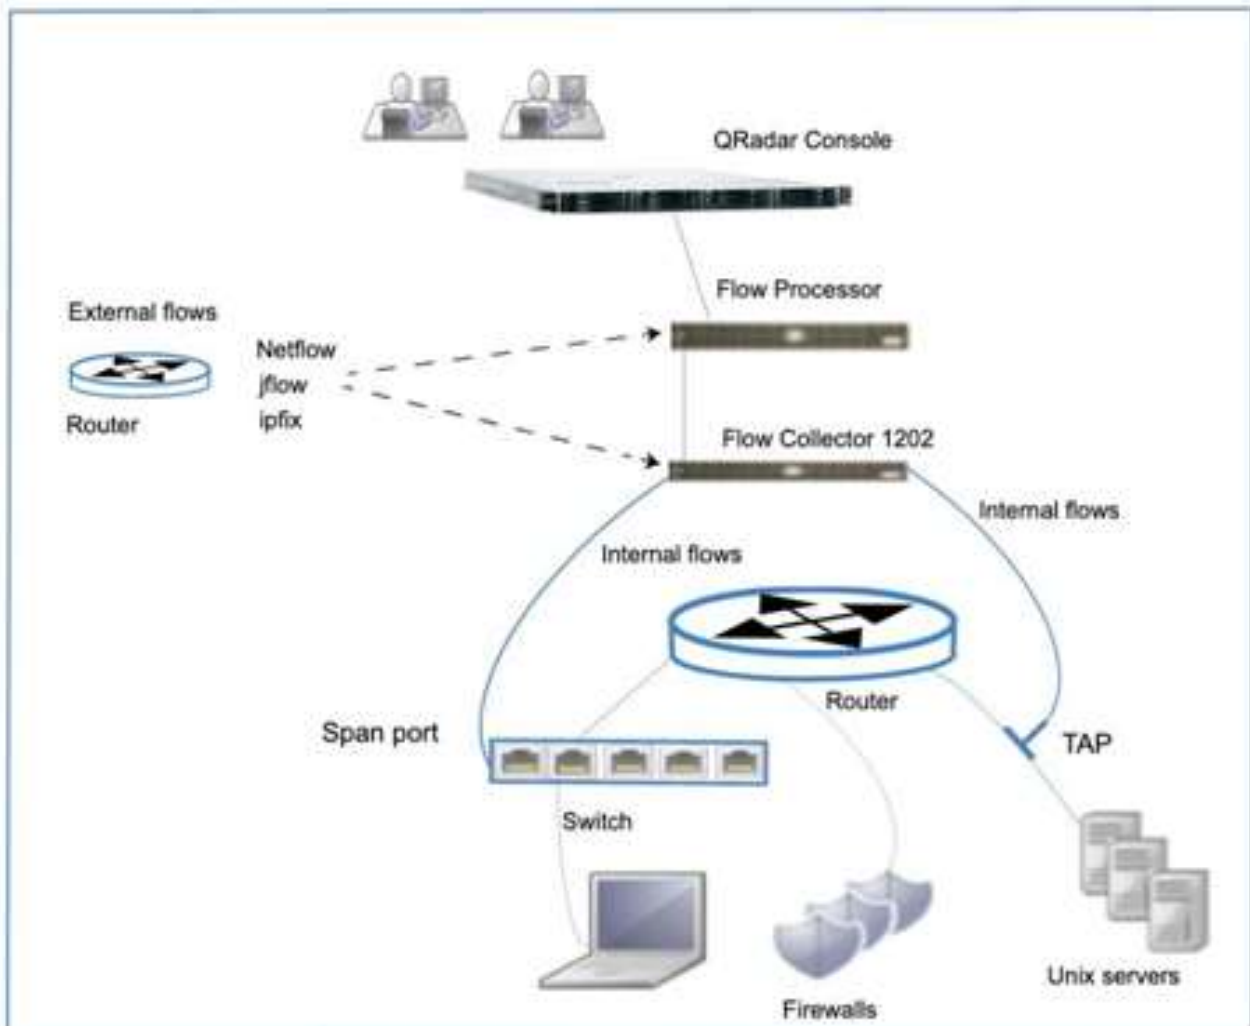 QRadar Console
Flow Processor
External flows
Netflow
jflow
ipfix
Router
Flow Collector 1202
Internal flows
Internal flows
Router
Span port
TAP
Switch
Unix servers
Firewalls